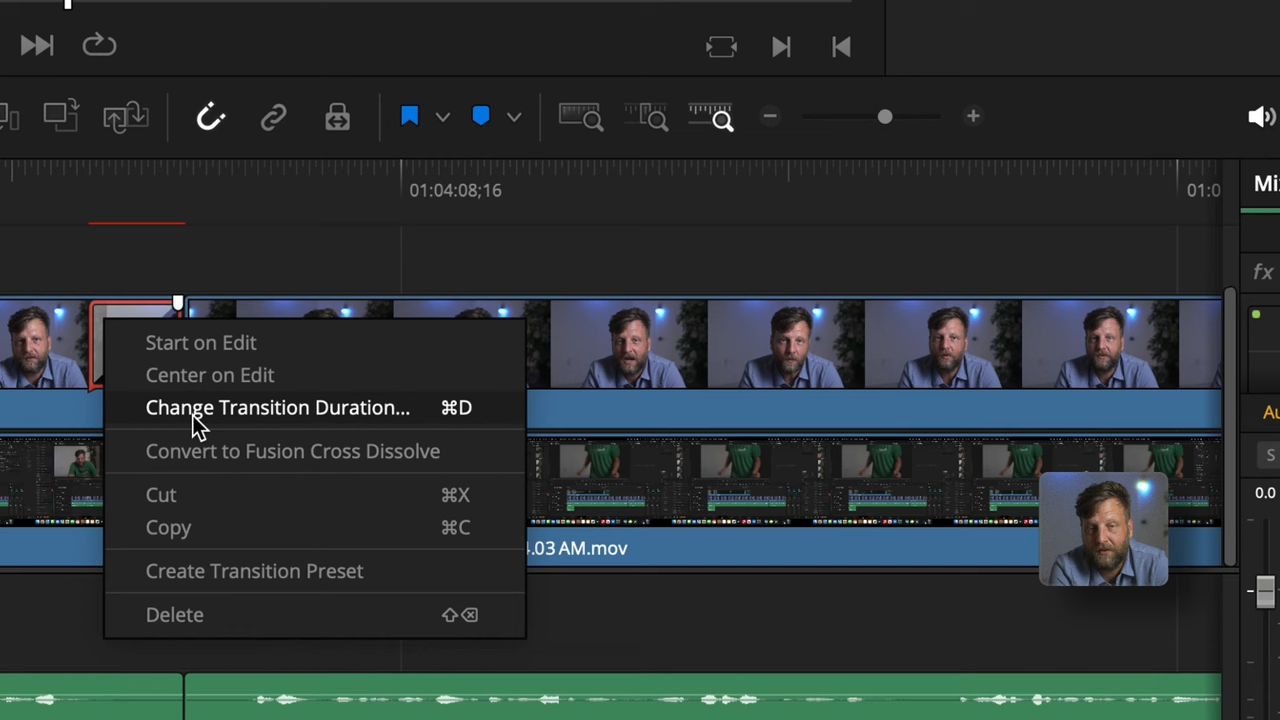 01:04:08;16
01:0
Mi
fx
Start on Edit
Center on Edit
Change Transition Duration... ⌘D
Convert to Fusion Cross Dissolve
Cut ⌘X
Copy ⌘C
Create Transition Preset
Delete ⇧⌫
.03 AM.mov
Au
S
0.0